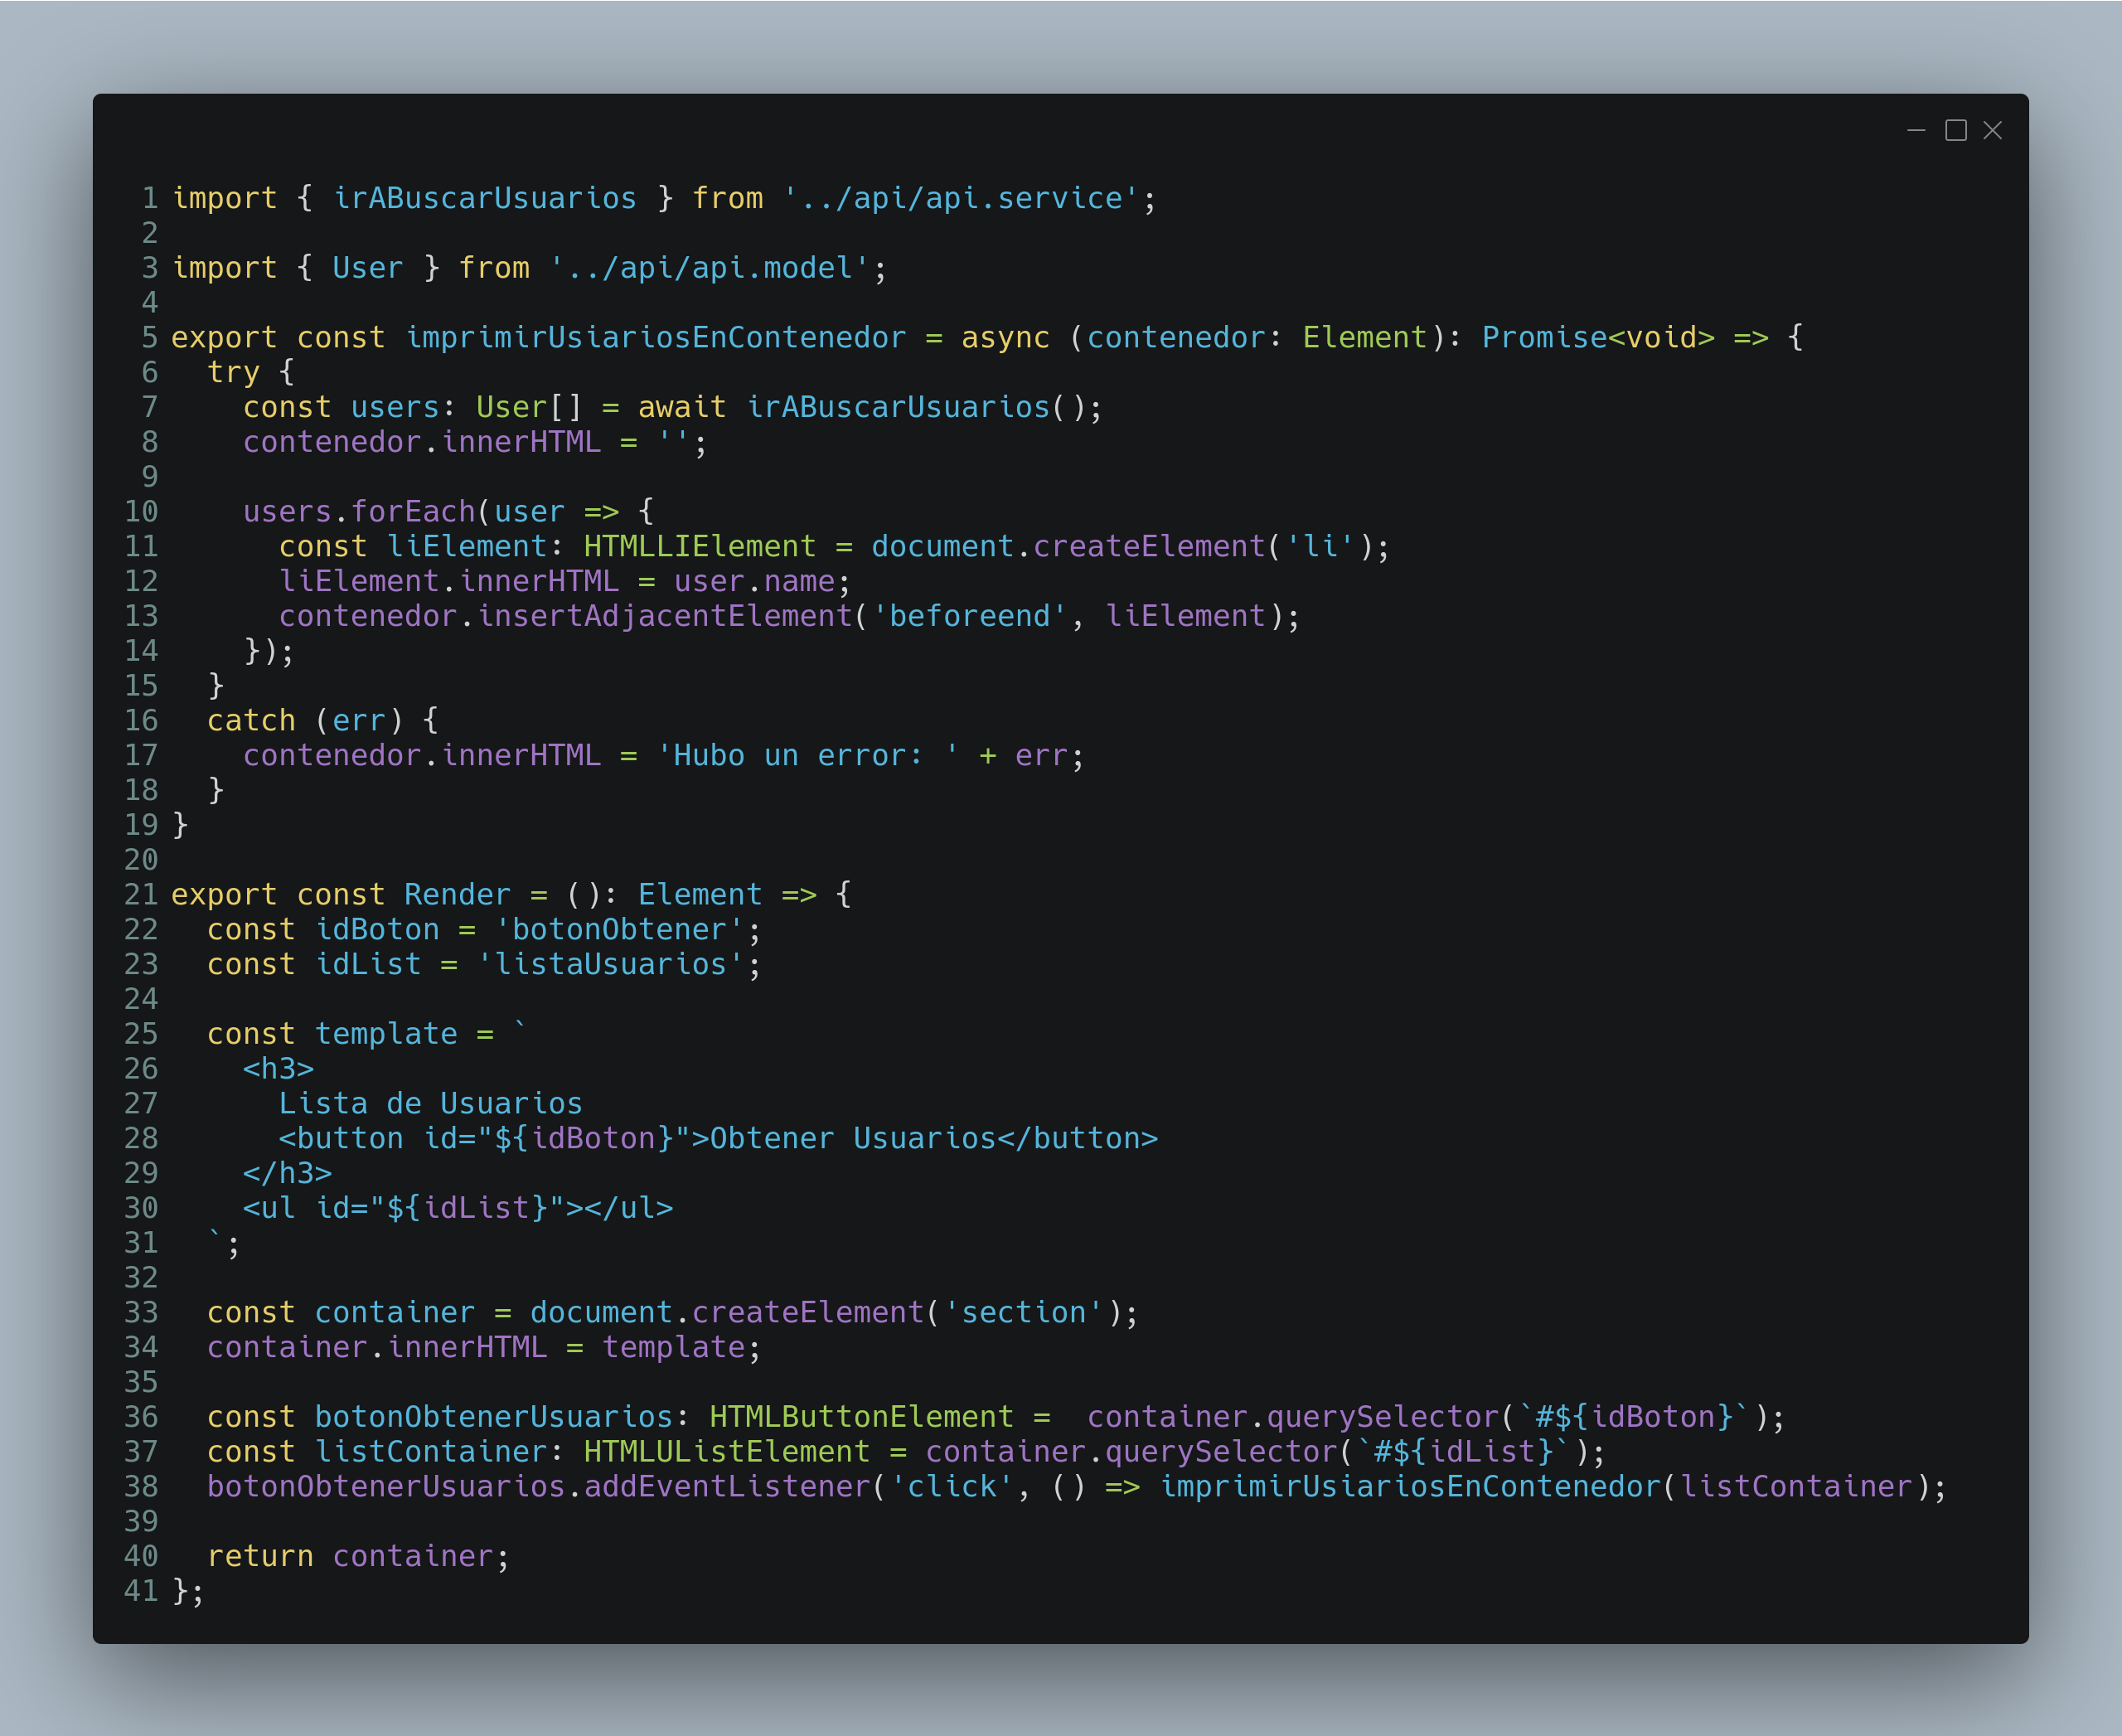 1 import { irABuscarUsuarios } from '../api/api.service';
2
3 import { User } from '../api/api.model';
4
5 export const imprimirUsiariosEnContenedor = async (contenedor: Element): Promise<void> => {
6   try {
7     const users: User[] = await irABuscarUsuarios();
8     contenedor.innerHTML = '';
9
10     users.forEach(user => {
11       const liElement: HTMLLIElement = document.createElement('li');
12       liElement.innerHTML = user.name;
13       contenedor.insertAdjacentElement('beforeend', liElement);
14     });
15   }
16   catch (err) {
17     contenedor.innerHTML = 'Hubo un error: ' + err;
18   }
19 }
20
21 export const Render = (): Element => {
22   const idBoton = 'botonObtener';
23   const idList = 'listaUsuarios';
24
25   const template = `
26     <h3>
27       Lista de Usuarios
28       <button id="${idBoton}">Obtener Usuarios</button>
29     </h3>
30     <ul id="${idList}"></ul>
31   `;
32
33   const container = document.createElement('section');
34   container.innerHTML = template;
35
36   const botonObtenerUsuarios: HTMLButtonElement =  container.querySelector(`#${idBoton}`);
37   const listContainer: HTMLUListElement = container.querySelector(`#${idList}`);
38   botonObtenerUsuarios.addEventListener('click', () => imprimirUsiariosEnContenedor(listContainer);
39
40   return container;
41 };